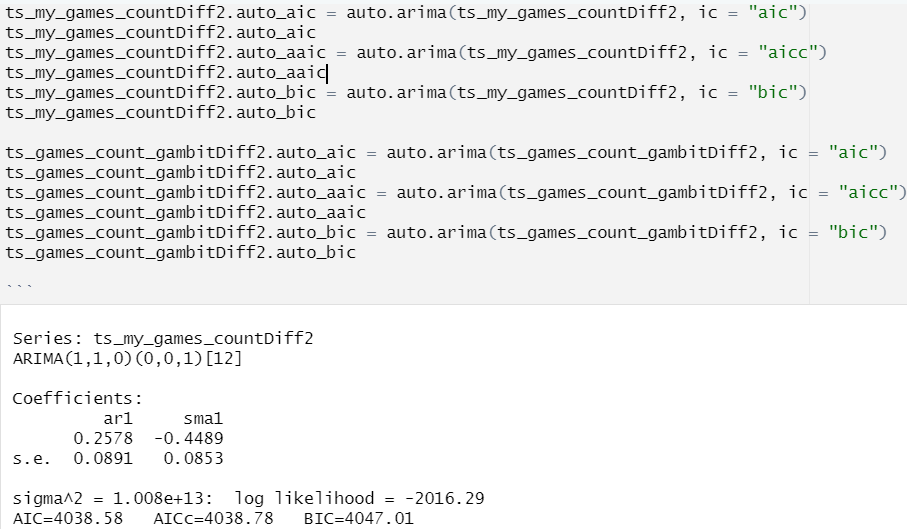 ts_my_games_countDiff2.auto_aic = auto.arima(ts_my_games_countDiff2, ic = "aic")
ts_my_games_countDiff2.auto_aic
ts_my_games_countDiff2.auto_aaic = auto.arima(ts_my_games_countDiff2, ic = "aicc")
ts_my_games_countDiff2.auto_aaic
ts_my_games_countDiff2.auto_bic = auto.arima(ts_my_games_countDiff2, ic = "bic")
ts_my_games_countDiff2.auto_bic

ts_games_count_gambitDiff2.auto_aic = auto.arima(ts_games_count_gambitDiff2, ic = "aic")
ts_games_count_gambitDiff2.auto_aic
ts_games_count_gambitDiff2.auto_aaic = auto.arima(ts_games_count_gambitDiff2, ic = "aicc")
ts_games_count_gambitDiff2.auto_aaic
ts_games_count_gambitDiff2.auto_bic = auto.arima(ts_games_count_gambitDiff2, ic = "bic")
ts_games_count_gambitDiff2.auto_bic

```

Series: ts_my_games_countDiff2
ARIMA(1,1,0)(0,0,1)[12]

Coefficients:
         ar1     sma1
      0.2578  -0.4489
s.e.  0.0891   0.0853

sigma^2 = 1.008e+13:  log likelihood = -2016.29
AIC=4038.58   AICc=4038.78   BIC=4047.01